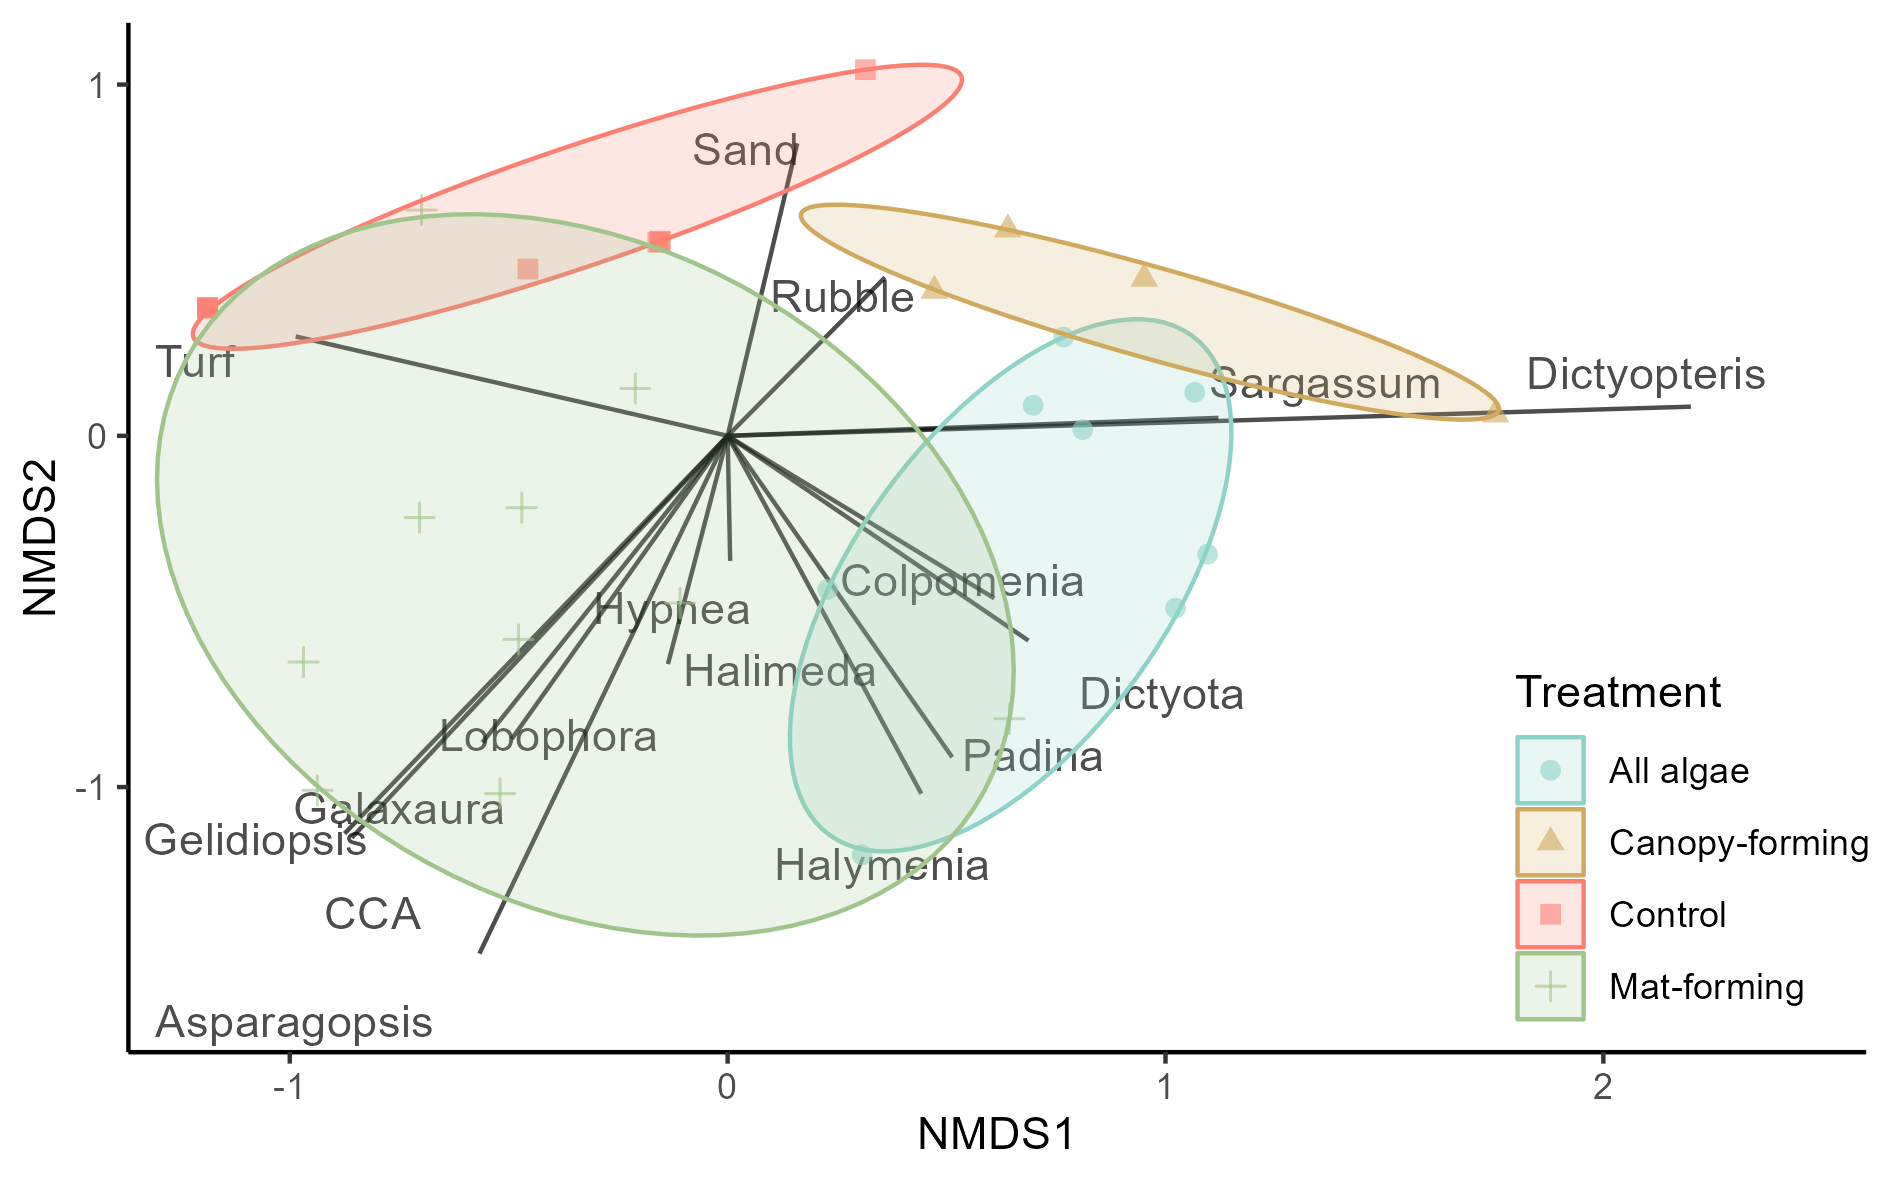 1
Sand
Rubble
Turf
Sargassum
Dictyopteris
0
NMDS2
Colpomenia
Hypnea
Halimeda
Dictyota
Treatment
Lobophora
Padina
All algae
-1
Galaxaura
Gelidiopsis
Halymenia
Canopy-forming
CCA
Control
Mat-forming
Asparagopsis
-1
0
1
2
NMDS1